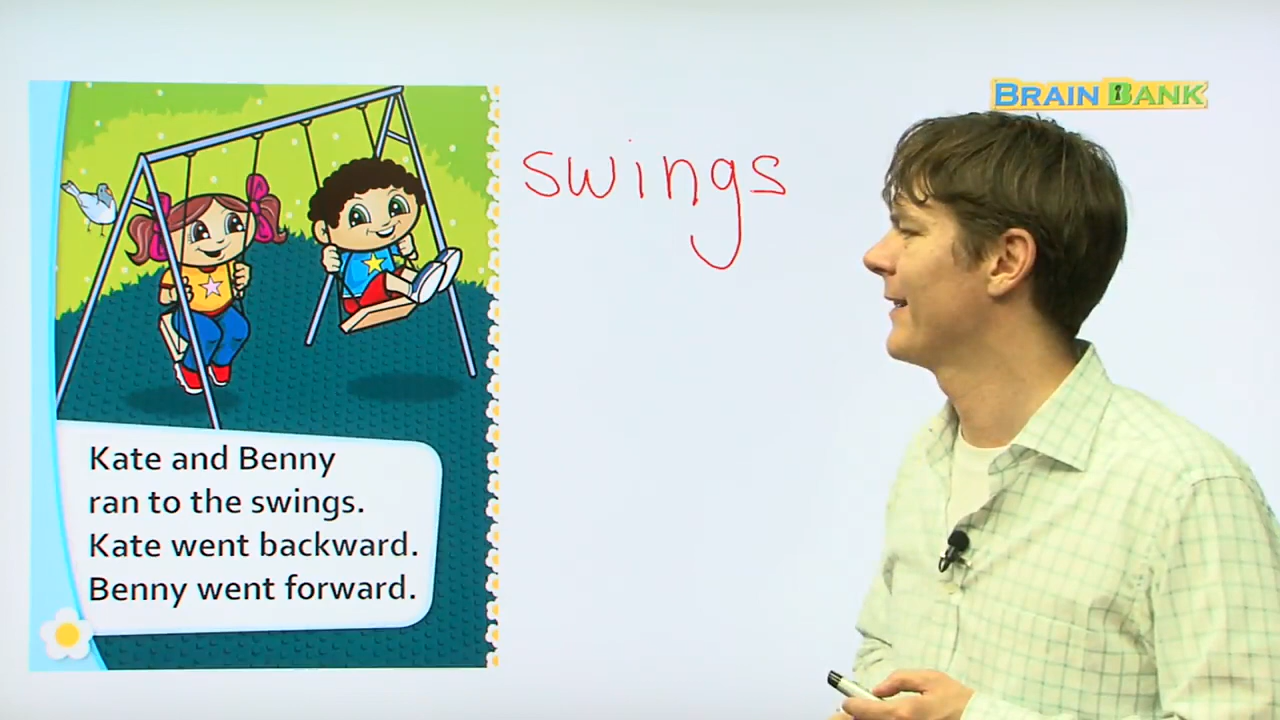 BRAIN BANK
swings
Kate and Benny
ran to the swings.
Kate went backward.
Benny went forward.